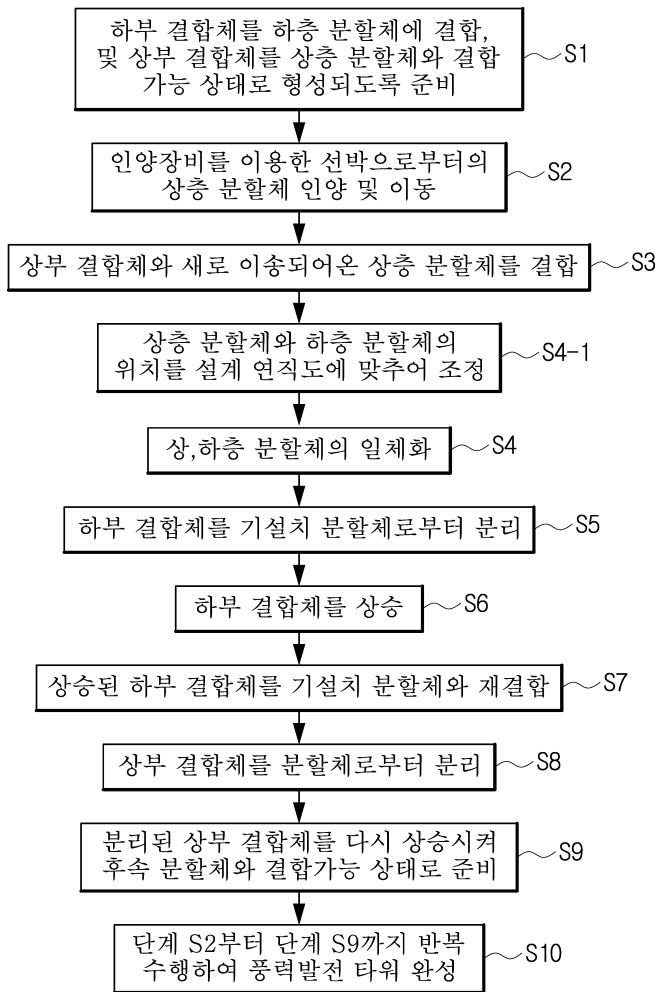 하부 결합체를 하층 분할체에 결합,
및 상부 결합체를 상층 분할체와 결합
가능 상태로 형성되도록 준비
S1
인양장비를 이용한 선박으로부터의
상층 분할체 인양 및 이동
S2
상부 결합체와 새로 이송되어온 상층 분할체를 결합
S3
상층 분할체와 하층 분할체의
위치를 설계 연직도에 맞추어 조정
S4-1
상,하층 분할체의 일체화
S4
하부 결합체를 기설치 분할체로부터 분리
S5
하부 결합체를 상승
S6
상승된 하부 결합체를 기설치 분할체와 재결합
S7
상부 결합체를 분할체로부터 분리
S8
분리된 상부 결합체를 다시 상승시켜
후속 분할체와 결합가능 상태로 준비
S9
단계 S2부터 단계 S9까지 반복
수행하여 풍력발전 타워 완성
S10